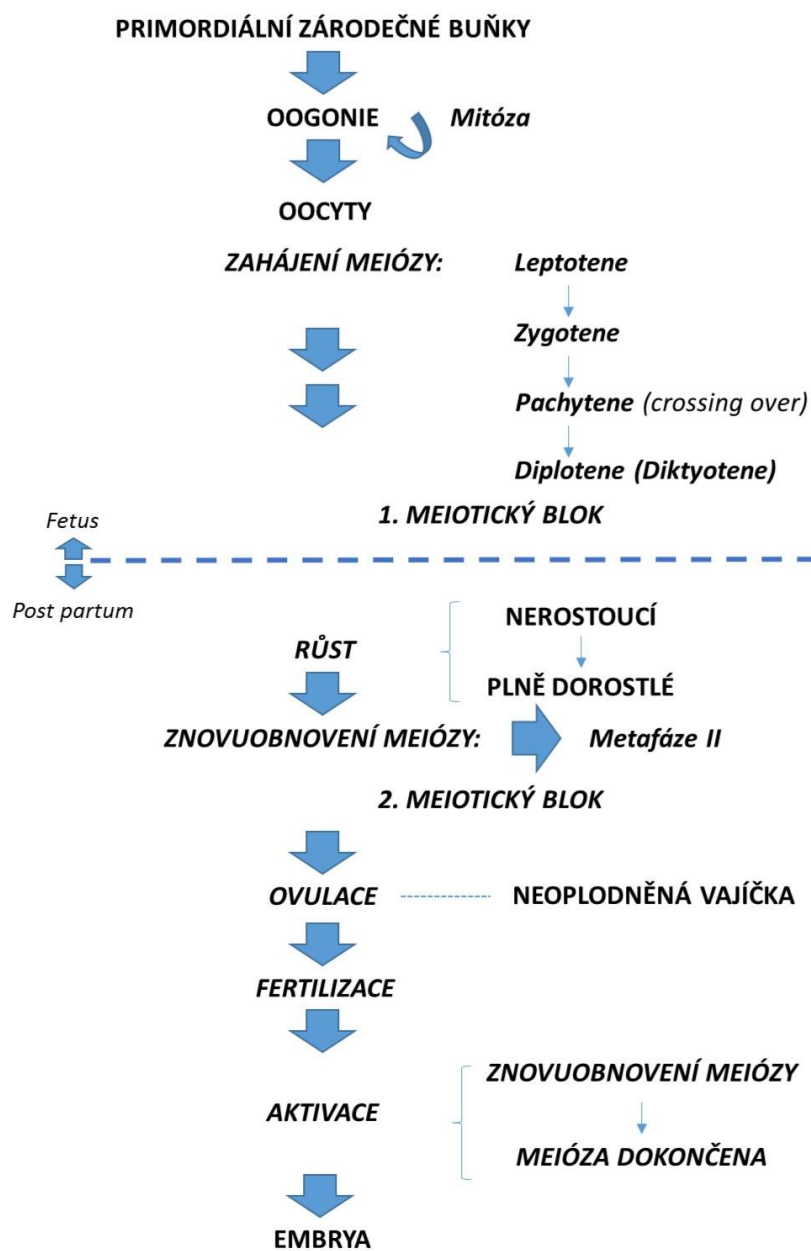 PRIMORDIÁLNÍ ZÁRODEČNÉ BUŇKY
OOGONIE
Mitóza
OOCYTY
ZAHÁJENÍ MEIÓZY:
Leptotene
Zygotene
Pachytene (crossing over)
Diplotene (Diktyotene)
1. MEIOTICKÝ BLOK
Fetus
Post partum
RŮST
NEROSTOUCÍ
PLNĚ DOROSTLÉ
ZNOVUOBNOVENÍ MEIÓZY:
Metafáze II
2. MEIOTICKÝ BLOK
OVULACE
NEOPLODNĚNÁ VAJÍČKA
FERTILIZACE
AKTIVACE
ZNOVUOBNOVENÍ MEIÓZY
MEIÓZA DOKONČENA
EMBRYA